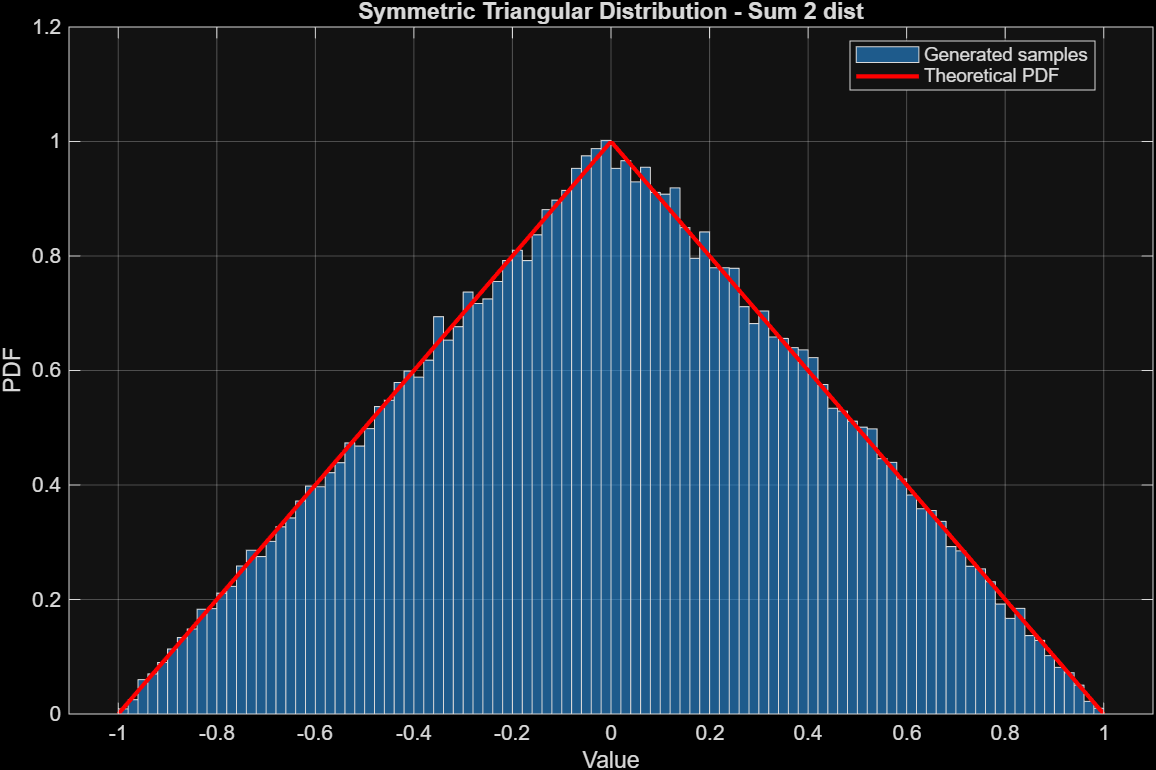 Symmetric Triangular Distribution - Sum 2 dist
Generated samples
Theoretical PDF
1.2
1
0.8
0.6
0.4
0.2
0
PDF
-1 -0.8 -0.6 -0.4 -0.2 0 0.2 0.4 0.6 0.8 1
Value